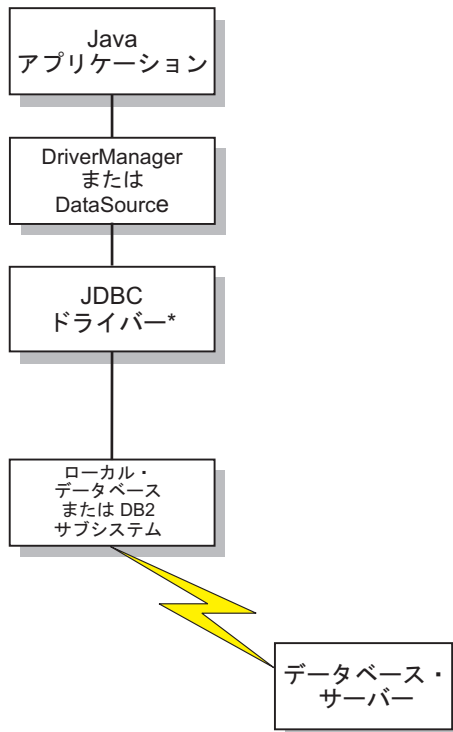 Java
アプリケーション
DriverManager
または
DataSource
JDBC
ドライバー*
ローカル・
データベース
または DB2
サブシステム
データベース・
サーバー